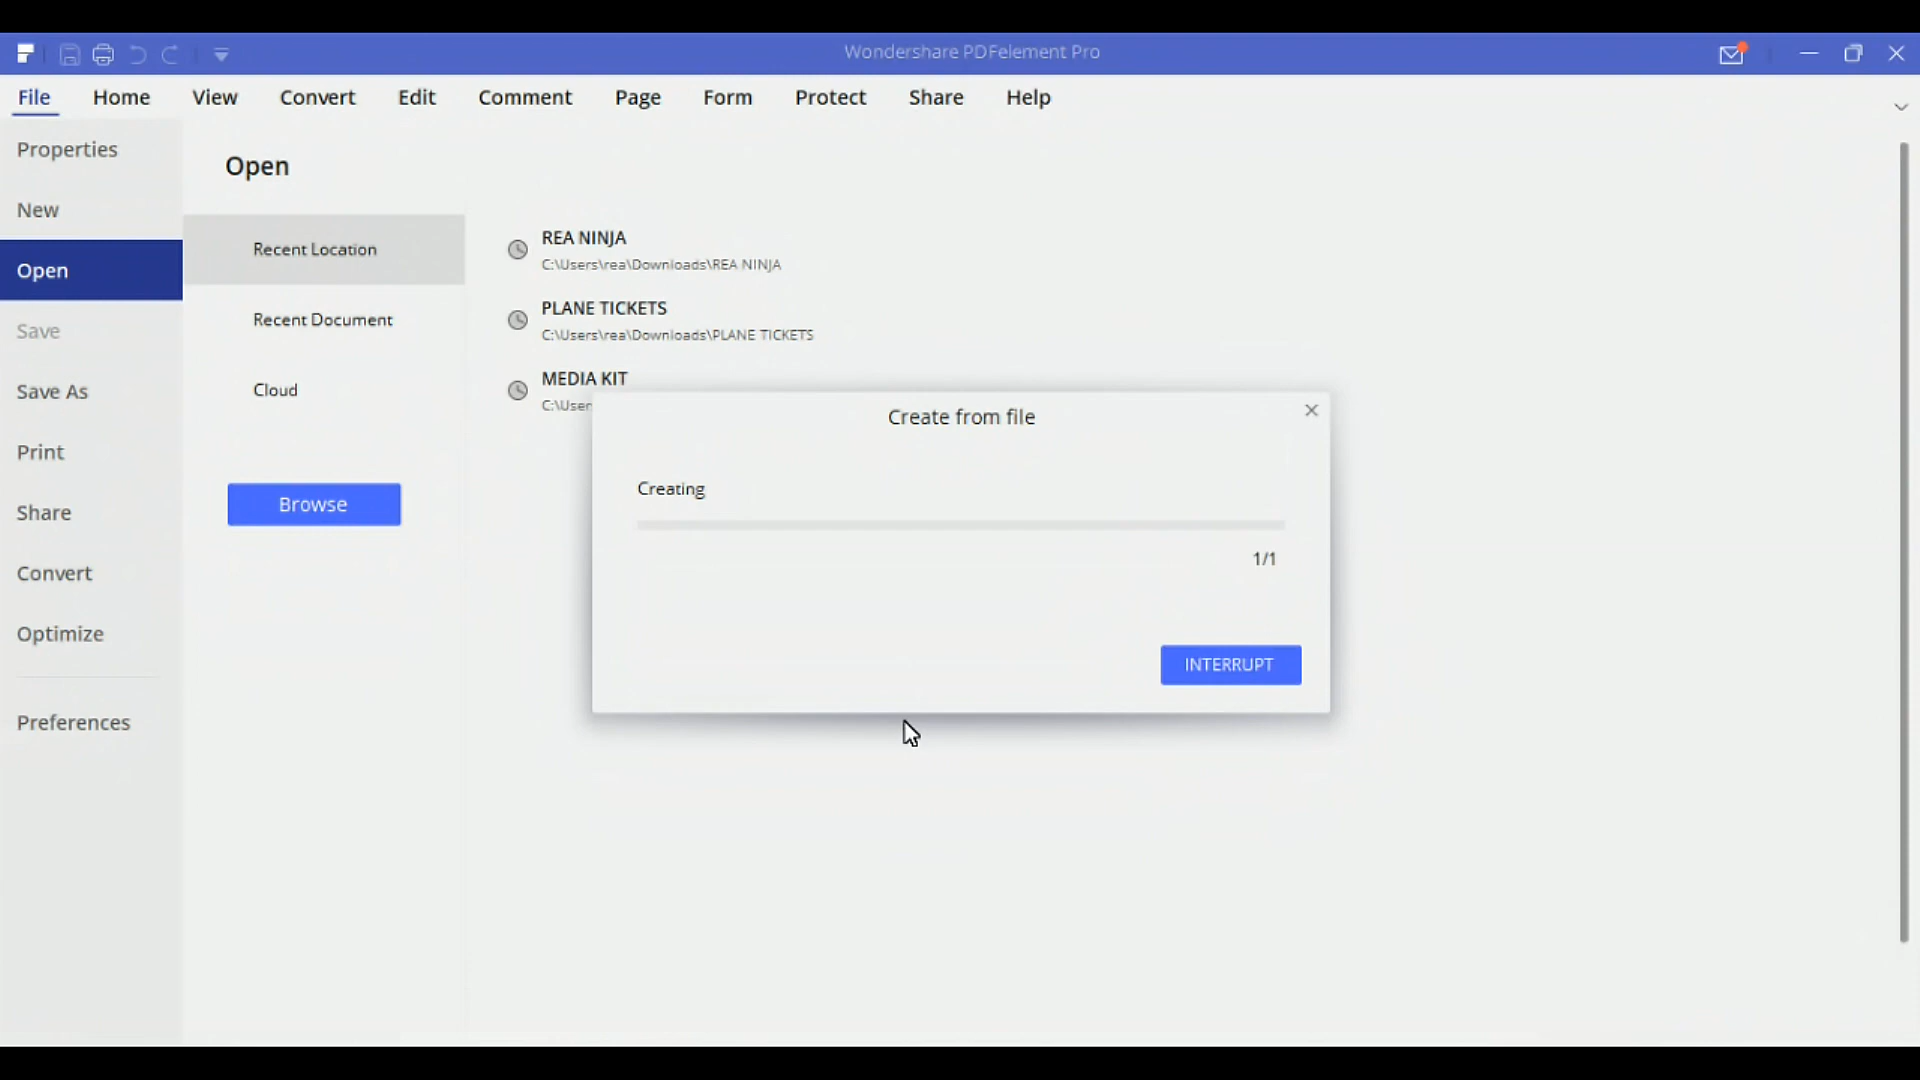 Wondershare PDFelement Pro
File Home View Convert Edit Comment Page Form Protect Share Help
Properties
New
Open
Save
Save As
Print
Share
Convert
Optimize
Preferences
Open
Recent Location
Recent Document
Cloud
Browse
REA NINJA
C:\Users\rea\Downloads\REA NINJA
PLANE TICKETS
C:\Users\rea\Downloads\PLANE TICKETS
MEDIA KIT
C:\User
Create from file
Creating
1/1
INTERRUPT